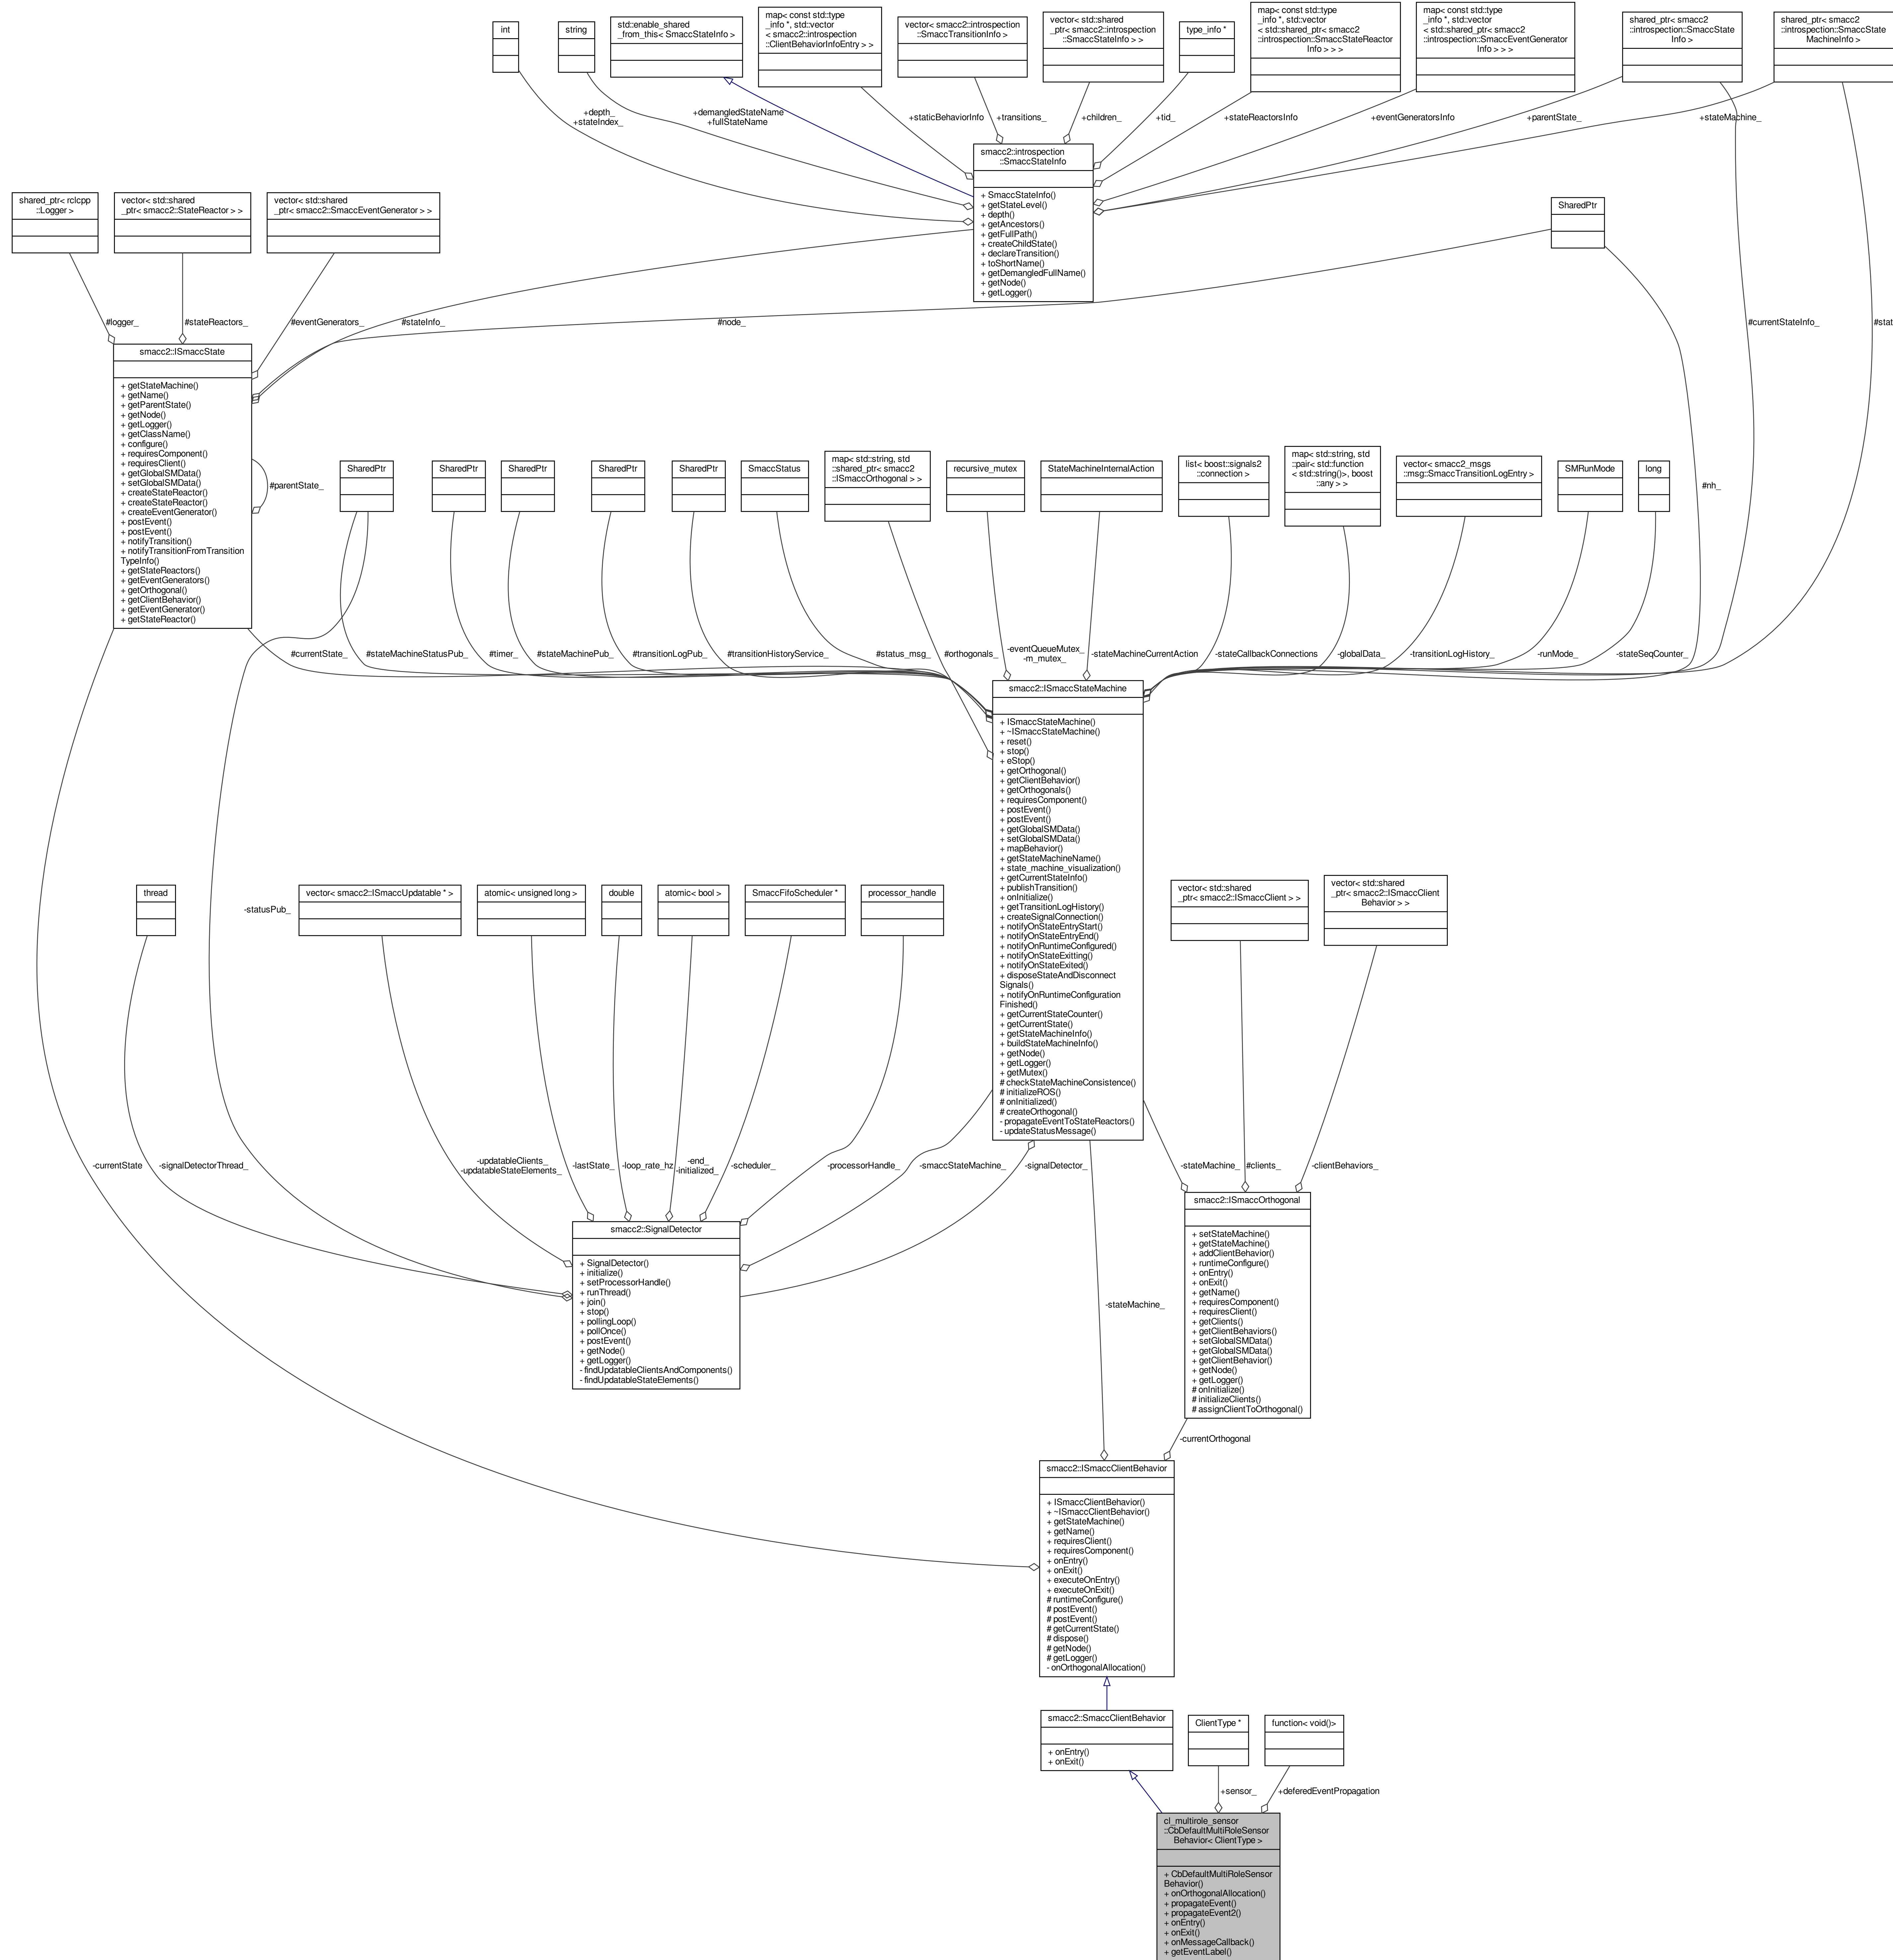 int
string
std::enable_shared
_from_this< SmaccStateInfo >
map< const std::type
_info *, std::vector
< smacc2::introspection
::ClientBehaviorInfoEntry > >
vector< smacc2::introspection
::SmaccTransitionInfo >
vector< std::shared
_ptr< smacc2::introspection
::SmaccStateInfo > >
type_info *
map< const std::type
_info *, std::vector
< std::shared_ptr< smacc2
::introspection::SmaccStateReactor
Info > > >
map< const std::type
_info *, std::vector
< std::shared_ptr< smacc2
::introspection::SmaccEventGenerator
Info > > >
shared_ptr< smacc2
::introspection::SmaccState
Info >
shared_ptr< smacc2
::introspection::SmaccState
MachineInfo >
+depth_
+stateIndex_
+demangledStateName
+fullStateName
+staticBehaviorInfo
+transitions_
+children_
+tid_
+stateReactorsInfo
+eventGeneratorsInfo
+parentState_
+stateMachine_
smacc2::introspection
::SmaccStateInfo
+ SmaccStateInfo()
+ getStateLevel()
+ depth()
+ getAncestors()
+ getFullPath()
+ createChildState()
+ declareTransition()
+ toShortName()
+ getDemangledFullName()
+ getNode()
+ getLogger()
shared_ptr< rclcpp
::Logger >
vector< std::shared
_ptr< smacc2::StateReactor > >
vector< std::shared
_ptr< smacc2::SmaccEventGenerator > >
SharedPtr
#logger_
#stateReactors_
#eventGenerators_
#stateInfo_
#node_
#currentStateInfo_
#stat
smacc2::ISmaccState
+ getStateMachine()
+ getName()
+ getParentState()
+ getNode()
+ getLogger()
+ getClassName()
+ configure()
+ requiresComponent()
+ requiresClient()
+ getGlobalSMData()
+ setGlobalSMData()
+ createStateReactor()
+ createStateReactor()
+ createEventGenerator()
+ postEvent()
+ postEvent()
+ notifyTransition()
+ notifyTransitionFromTransition
TypeInfo()
+ getStateReactors()
+ getEventGenerators()
+ getOrthogonal()
+ getClientBehavior()
+ getEventGenerator()
+ getStateReactor()
#parentState_
SharedPtr
SharedPtr
SharedPtr
SharedPtr
SharedPtr
SmaccStatus
map< std::string, std
::shared_ptr< smacc2
::ISmaccOrthogonal > >
recursive_mutex
StateMachineInternalAction
list< boost::signals2
::connection >
map< std::string, std
::pair< std::function
< std::string()>, boost
::any > >
vector< smacc2_msgs
::msg::SmaccTransitionLogEntry >
SMRunMode
long
#nh_
#currentState_
#stateMachineStatusPub_
#timer_
#stateMachinePub_
#transitionLogPub_
#transitionHistoryService_
#status_msg_
#orthogonals_
-eventQueueMutex_
-m_mutex_
-stateMachineCurrentAction
-stateCallbackConnections
-globalData_
-transitionLogHistory_
-runMode_
-stateSeqCounter_
smacc2::ISmaccStateMachine
+ ISmaccStateMachine()
+ ~ISmaccStateMachine()
+ reset()
+ stop()
+ eStop()
+ getOrthogonal()
+ getClientBehavior()
+ getOrthogonals()
+ requiresComponent()
+ postEvent()
+ postEvent()
+ getGlobalSMData()
+ setGlobalSMData()
+ mapBehavior()
+ getStateMachineName()
+ state_machine_visualization()
+ getCurrentStateInfo()
+ publishTransition()
+ onInitialize()
+ getTransitionLogHistory()
+ createSignalConnection()
+ notifyOnStateEntryStart()
+ notifyOnStateEntryEnd()
+ notifyOnRuntimeConfigured()
+ notifyOnStateExitting()
+ notifyOnStateExited()
+ disposeStateAndDisconnect
Signals()
+ notifyOnRuntimeConfiguration
Finished()
+ getCurrentStateCounter()
+ getCurrentState()
+ getStateMachineInfo()
+ buildStateMachineInfo()
+ getNode()
+ getLogger()
+ getMutex()
# checkStateMachineConsistence()
# initializeROS()
# onInitialized()
# createOrthogonal()
- propagateEventToStateReactors()
- updateStatusMessage()
thread
-statusPub_
vector< smacc2::ISmaccUpdatable * >
atomic< unsigned long >
double
atomic< bool >
SmaccFifoScheduler *
processor_handle
vector< std::shared
_ptr< smacc2::ISmaccClient > >
vector< std::shared
_ptr< smacc2::ISmaccClient
Behavior > >
-currentState
-signalDetectorThread_
-updatableClients_
-updatableStateElements_
-lastState_
-loop_rate_hz
-end_
-initialized_
-scheduler_
-processorHandle_
-smaccStateMachine_
-signalDetector_
-stateMachine_
#clients_
-clientBehaviors_
smacc2::SignalDetector
+ SignalDetector()
+ initialize()
+ setProcessorHandle()
+ runThread()
+ join()
+ stop()
+ pollingLoop()
+ pollOnce()
+ postEvent()
+ getNode()
+ getLogger()
- findUpdatableClientsAndComponents()
- findUpdatableStateElements()
-stateMachine_
smacc2::ISmaccOrthogonal
+ setStateMachine()
+ getStateMachine()
+ addClientBehavior()
+ runtimeConfigure()
+ onEntry()
+ onExit()
+ getName()
+ requiresComponent()
+ requiresClient()
+ getClients()
+ getClientBehaviors()
+ setGlobalSMData()
+ getGlobalSMData()
+ getClientBehavior()
+ getNode()
+ getLogger()
# onInitialize()
# initializeClients()
# assignClientToOrthogonal()
-currentOrthogonal
smacc2::ISmaccClientBehavior
+ ISmaccClientBehavior()
+ ~ISmaccClientBehavior()
+ getStateMachine()
+ getName()
+ requiresClient()
+ requiresComponent()
+ onEntry()
+ onExit()
+ executeOnEntry()
+ executeOnExit()
# runtimeConfigure()
# postEvent()
# postEvent()
# getCurrentState()
# dispose()
# getNode()
# getLogger()
- onOrthogonalAllocation()
smacc2::SmaccClientBehavior
+ onEntry()
+ onExit()
ClientType *
function< void()>
+sensor_
+deferedEventPropagation
cl_multirole_sensor
::CbDefaultMultiRoleSensor
Behavior< ClientType >
+ CbDefaultMultiRoleSensor
Behavior()
+ onOrthogonalAllocation()
+ propagateEvent()
+ propagateEvent2()
+ onEntry()
+ onExit()
+ onMessageCallback()
+ getEventLabel()